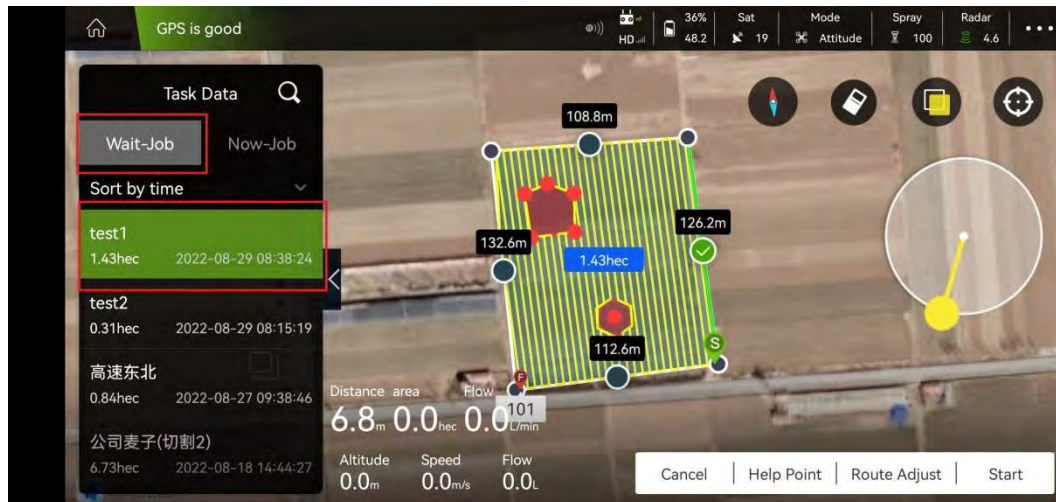 GPS is good
HD
36%
48.2
Sat
19
Mode
Attitude
Spray
100
Radar
4.6
Task Data
Wait-Job
Now-Job
Sort by time
test1
1.43hec 2022-08-29 08:38:24
test2
0.31hec 2022-08-29 08:15:19
高速东北
0.84hec 2022-08-27 09:38:46
公司麦子(切割2)
6.73hec 2022-08-18 14:44:27
108.8m
126.2m
132.6m
1.43hec
112.6m
S
F
101
Distance area Flow
6.8m 0.0hec 0.0L/min
Altitude Speed Flow
0.0m 0.0m/s 0.0L
Cancel Help Point Route Adjust Start